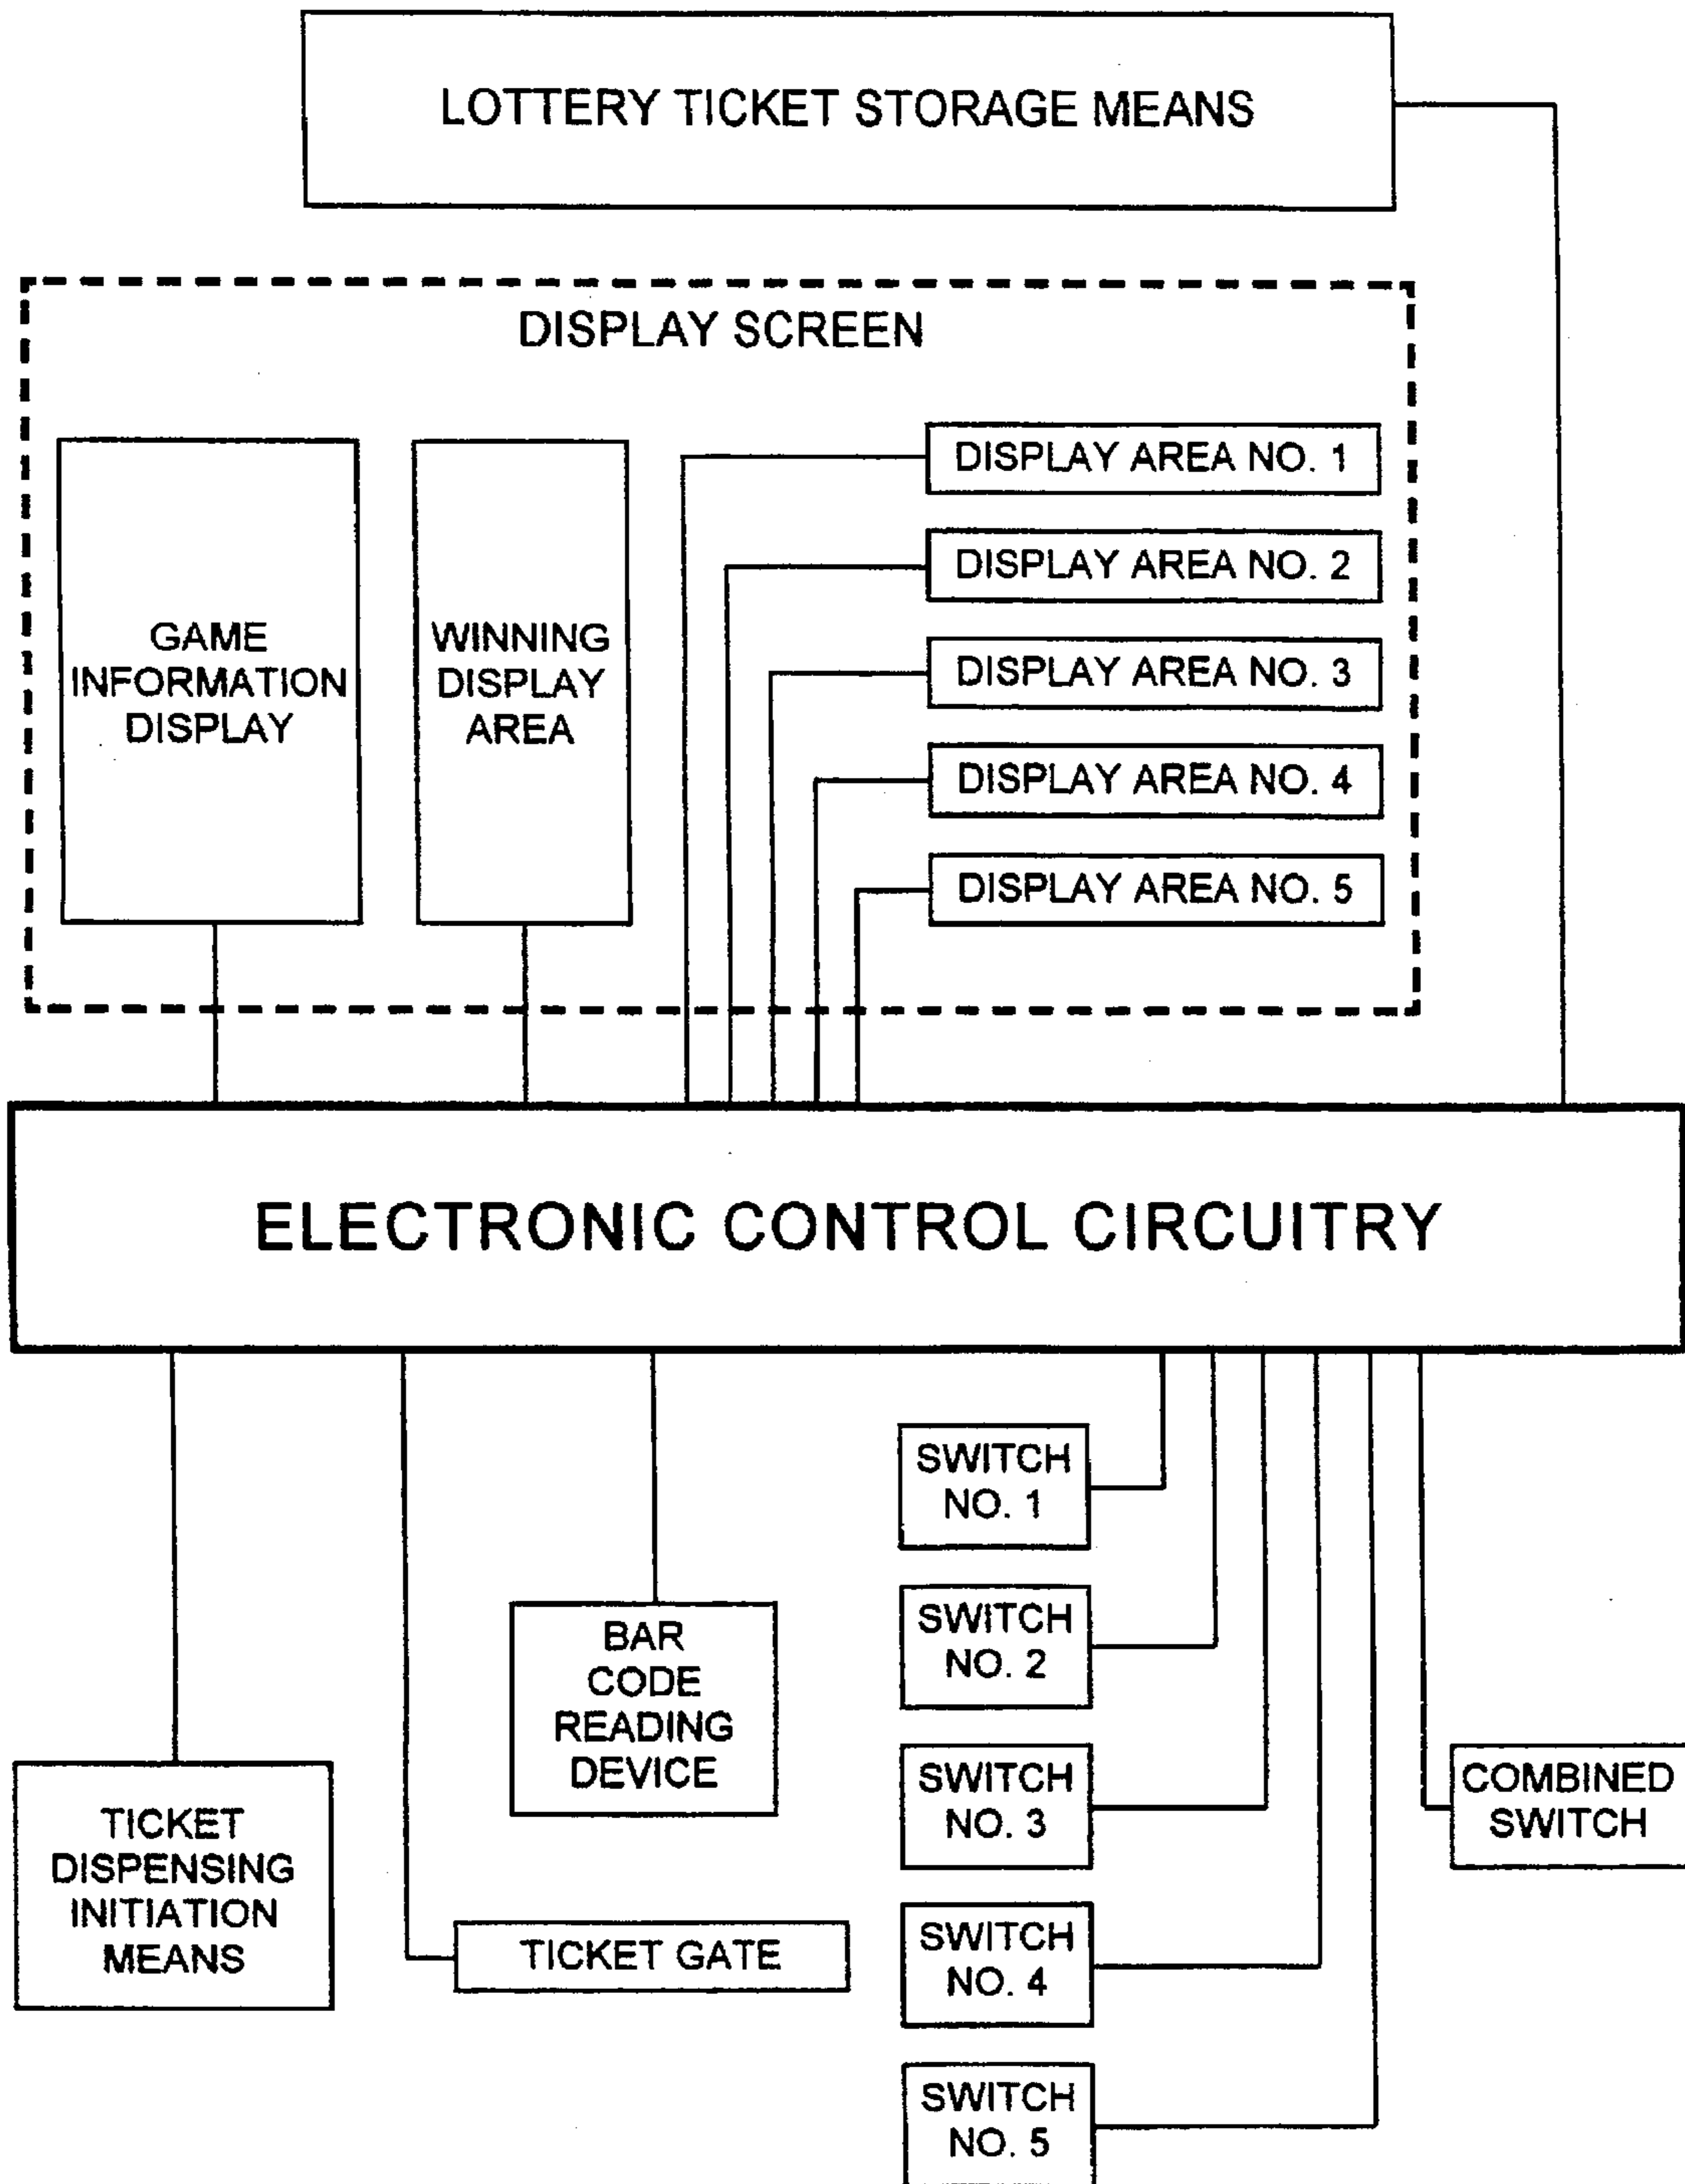 LOTTERY TICKET STORAGE MEANS
DISPLAY SCREEN
GAME
INFORMATION
DISPLAY
WINNING
DISPLAY
AREA
DISPLAY AREA NO. 1
DISPLAY AREA NO. 2
DISPLAY AREA NO. 3
DISPLAY AREA NO. 4
DISPLAY AREA NO. 5
ELECTRONIC CONTROL CIRCUITRY
TICKET
DISPENSING
INITIATION
MEANS
TICKET GATE
BAR
CODE
READING
DEVICE
SWITCH
NO. 1
SWITCH
NO. 2
SWITCH
NO. 3
SWITCH
NO. 4
SWITCH
NO. 5
COMBINED
SWITCH